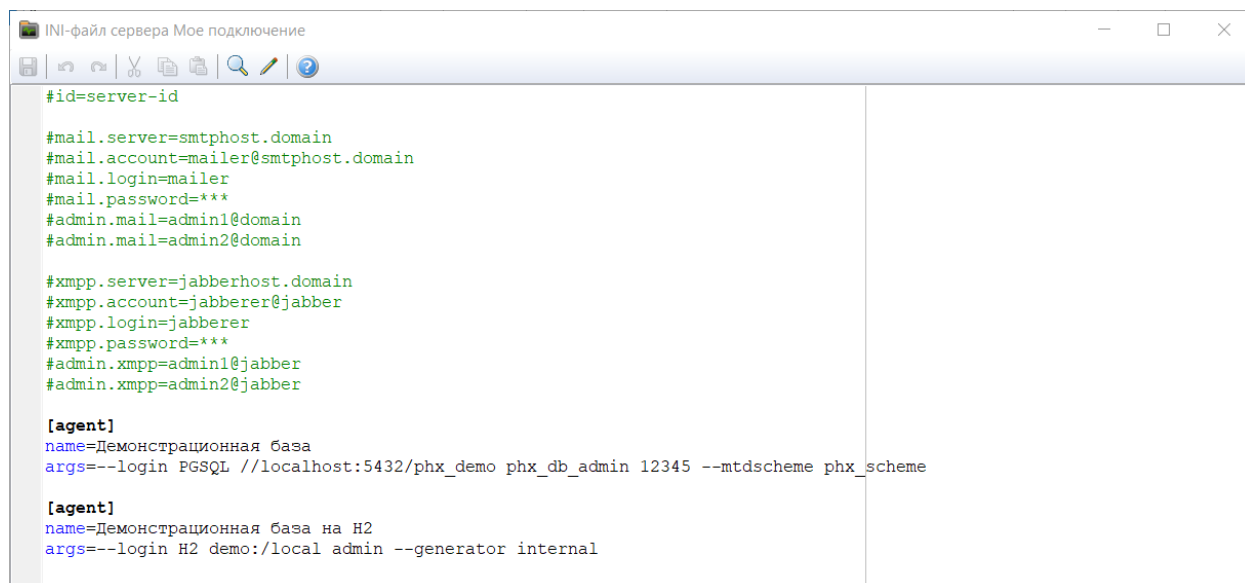 INI-файл сервера Мое подключение
#id=server-id
#mail.server=smtphost.domain
#mail.account=mailer@smtphost.domain
#mail.login=mailer
#mail.password=***
#admin.mail=admin1@domain
#admin.mail=admin2@domain
#xmpp.server=jabberhost.domain
#xmpp.account=jabberer@jabber
#xmpp.login=jabberer
#xmpp.password=***
#admin.xmpp=admin1@jabber
#admin.xmpp=admin2@jabber
[agent]
name=Демонстрационная база
args=--login PGSQL //localhost:5432/phx_demo phx_db_admin 12345 --mtdscheme phx_scheme
[agent]
name=Демонстрационная база на H2
args=--login H2 demo:/local admin --generator internal